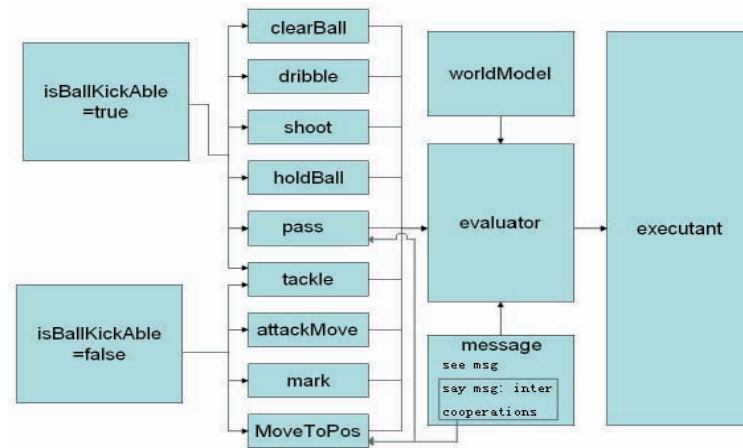 isBallKickAble
=true
isBallKickAble
=false
clearBall
dribble
shoot
holdBall
pass
tackle
attackMove
mark
MoveToPos
worldModel
evaluator
message
see msg
say msg: inter
cooperations
executant